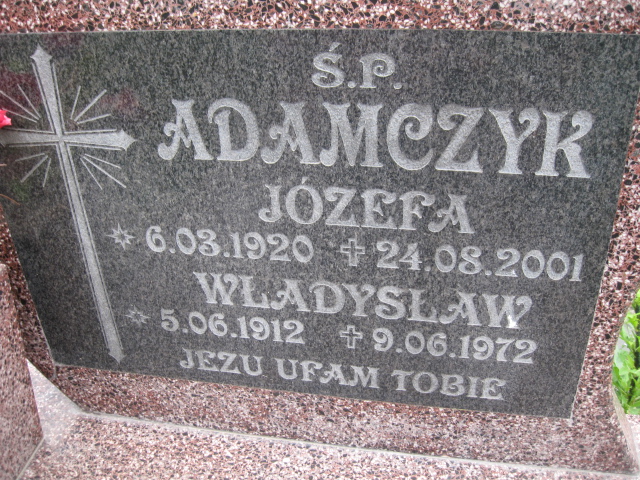 Ś.P.
ADAMCZYK
JÓZEFA
6.03.1920 24.08.2001
WŁADYSŁAW
5.06.1912 9.06.1972
JEZU UFAM TOBIE